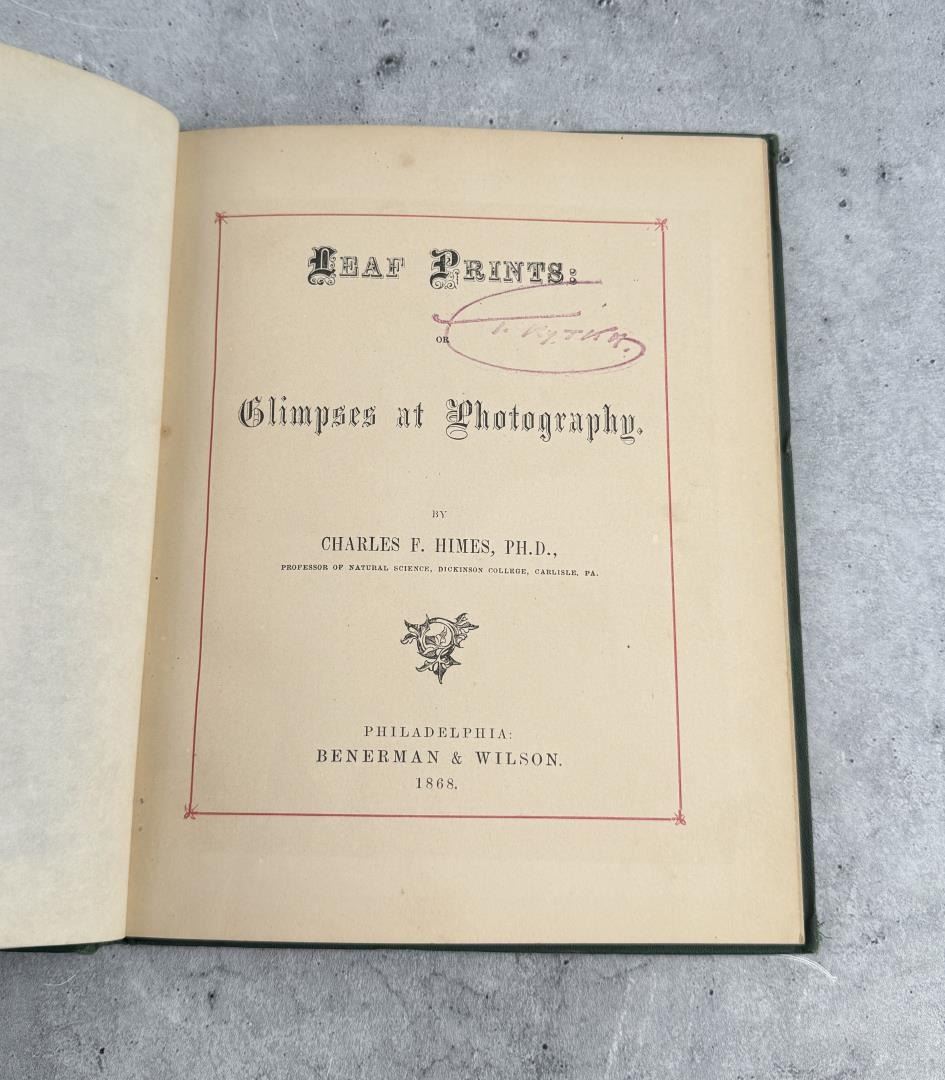 Leaf Prints:
OR
Glimpses at Photography.
BY
CHARLES F. HIMES, PH.D.,
PROFESSOR OF NATURAL SCIENCE, DICKINSON COLLEGE, CARLISLE, PA.
PHILADELPHIA:
BENERMAN & WILSON.
1868.